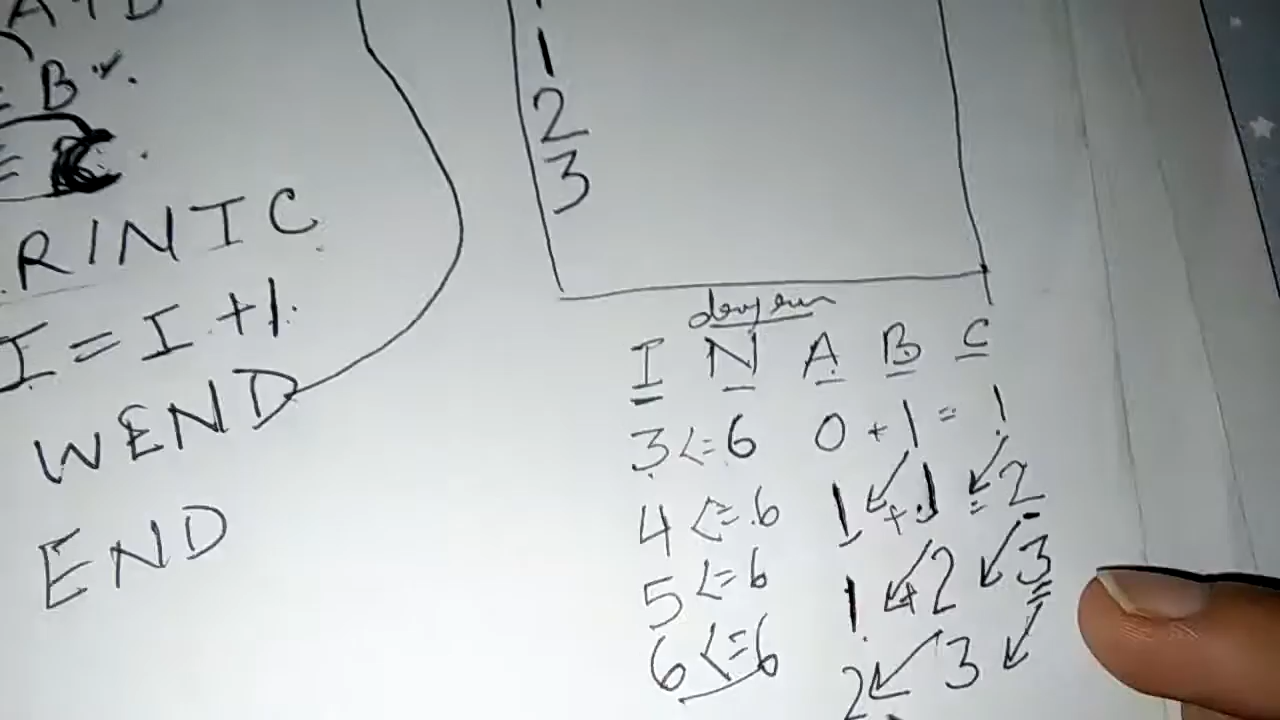 = B
=
RINT C
I = I + 1
WEND
END
1
2
3
I N A B C
3 <= 6 0 + 1 = 1
4 <= 6 1 + 1 = 2
5 <= 6 1 + 2 3
6 <= 6 2 3